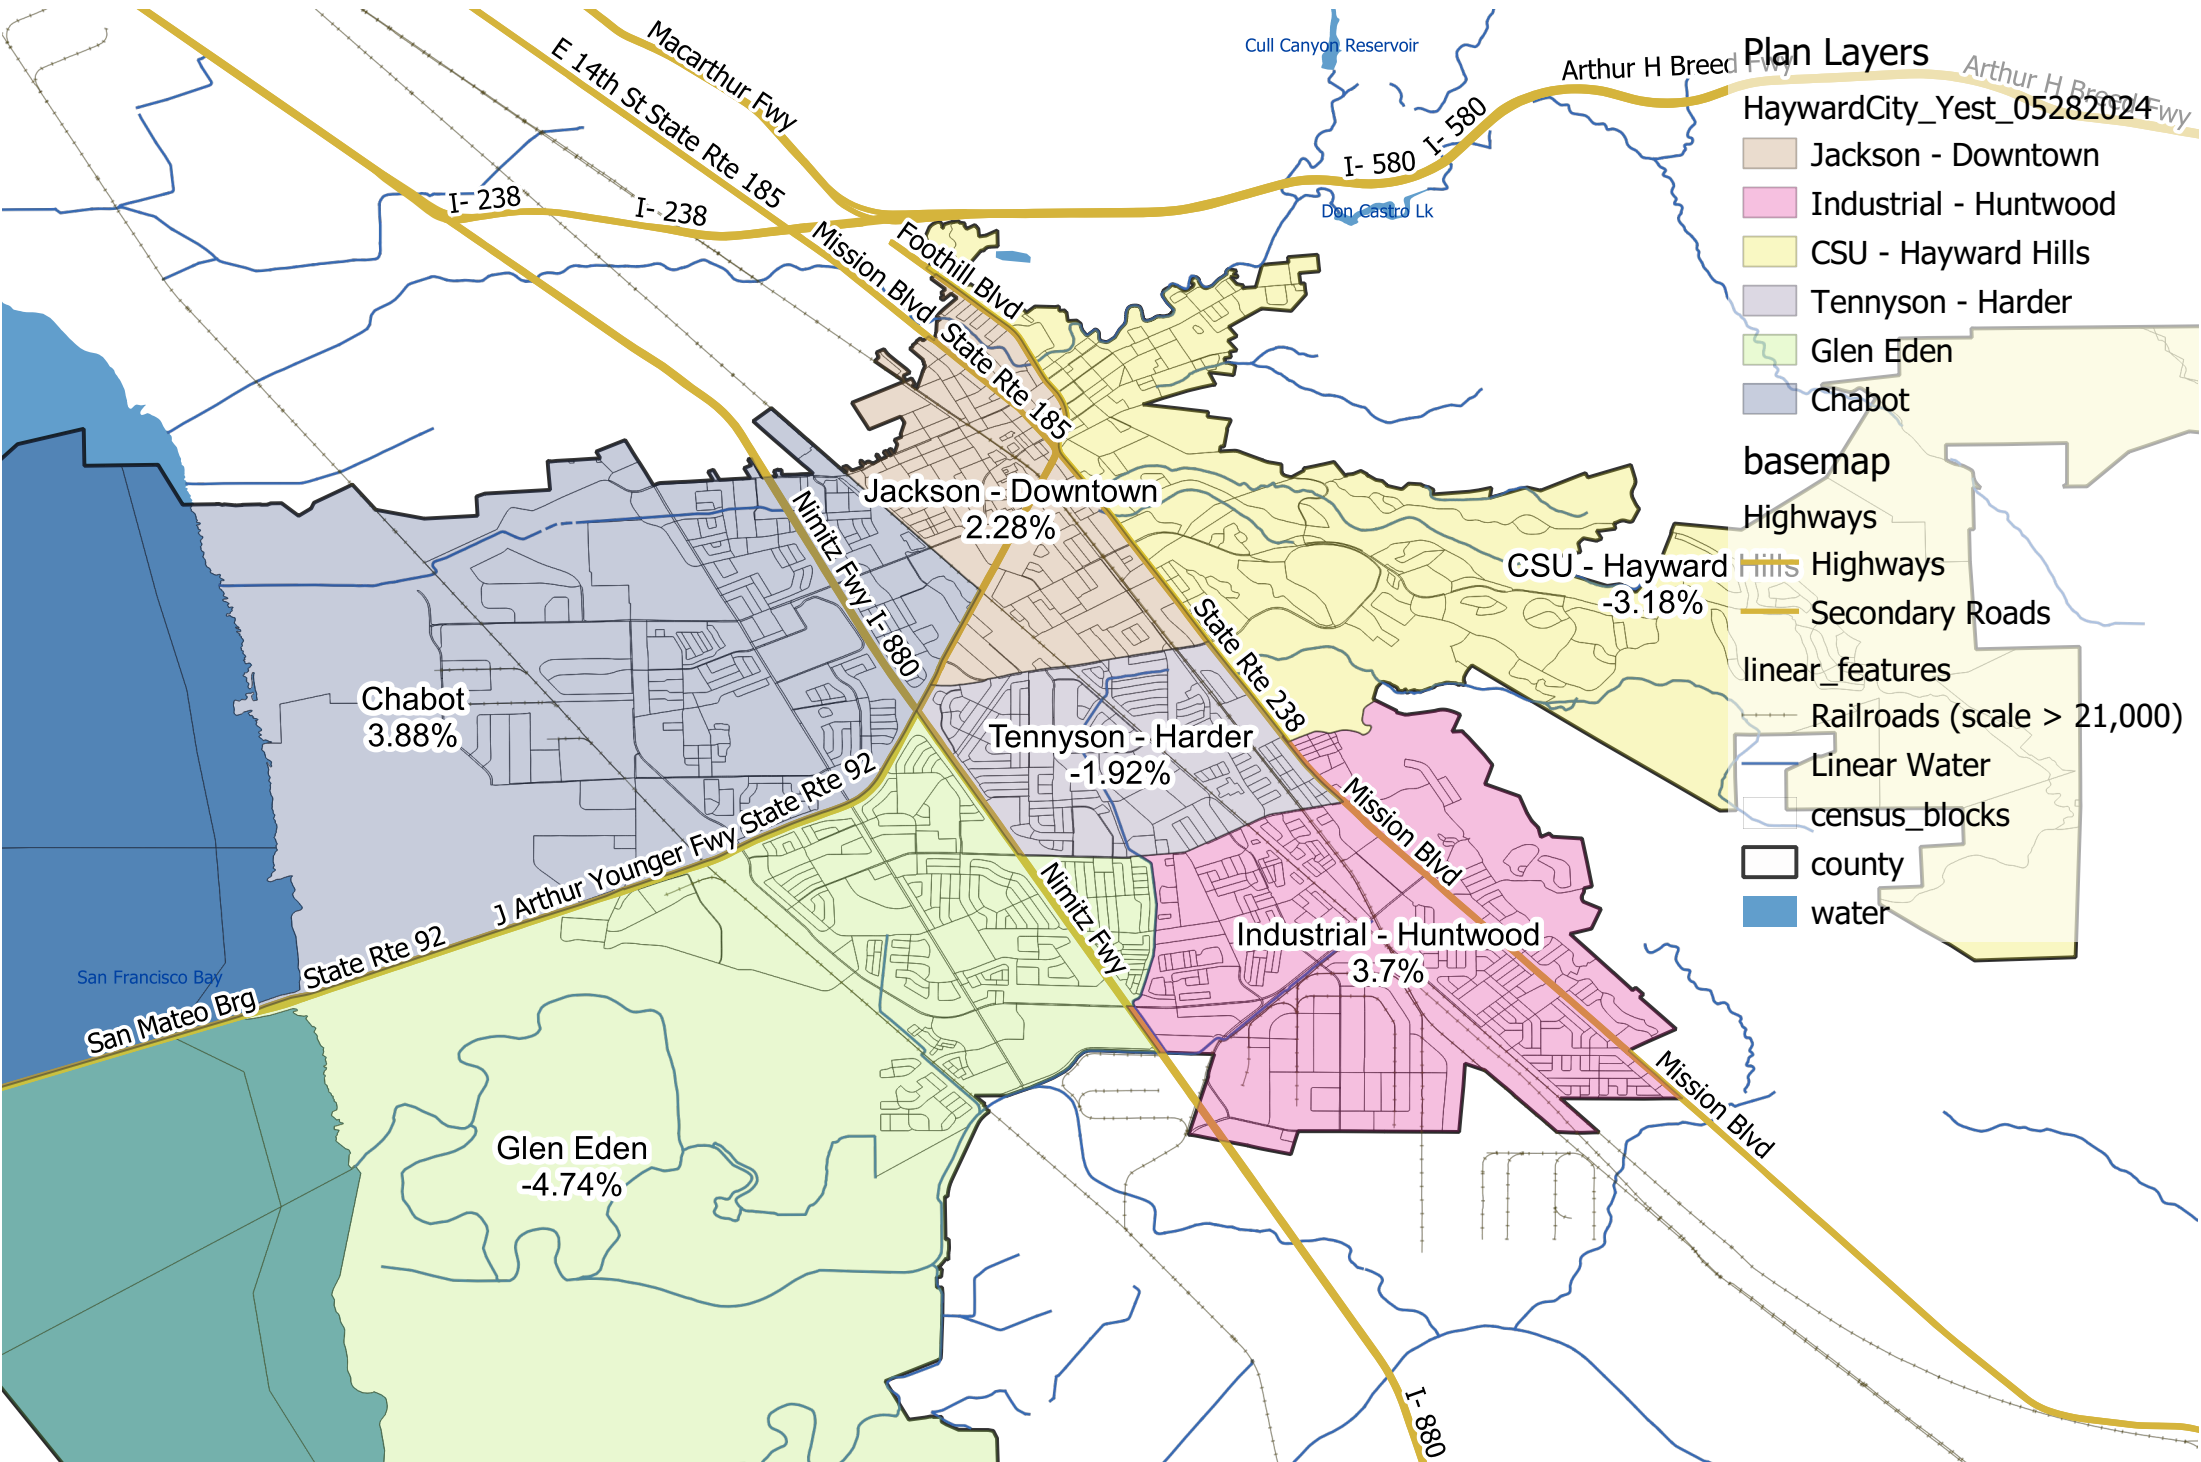 Macarthur Fwy
E 14th St State Rte 185
Cull Canyon Reservoir
Arthur H Breed Fwy
Arthur H Breed Fwy
I- 580
I- 580
I- 238
I- 238
Don Castro Lk
Mission Blvd
Foothill Blvd
State Rte 185
Jackson - Downtown
2.28%
Nimitz Fwy I- 880
CSU - Hayward Hills
-3.18%
State Rte 238
Chabot
3.88%
Tennyson - Harder
-1.92%
J Arthur Younger Fwy State Rte 92
Mission Blvd
Nimitz Fwy
Industrial - Huntwood
3.7%
State Rte 92
San Francisco Bay
San Mateo Brg
Mission Blvd
Glen Eden
-4.74%
I- 880
Plan Layers
HaywardCity_Yest_05282024
Jackson - Downtown
Industrial - Huntwood
CSU - Hayward Hills
Tennyson - Harder
Glen Eden
Chabot
basemap
Highways
Highways
Secondary Roads
linear_features
Railroads (scale > 21,000)
Linear Water
census_blocks
county
water